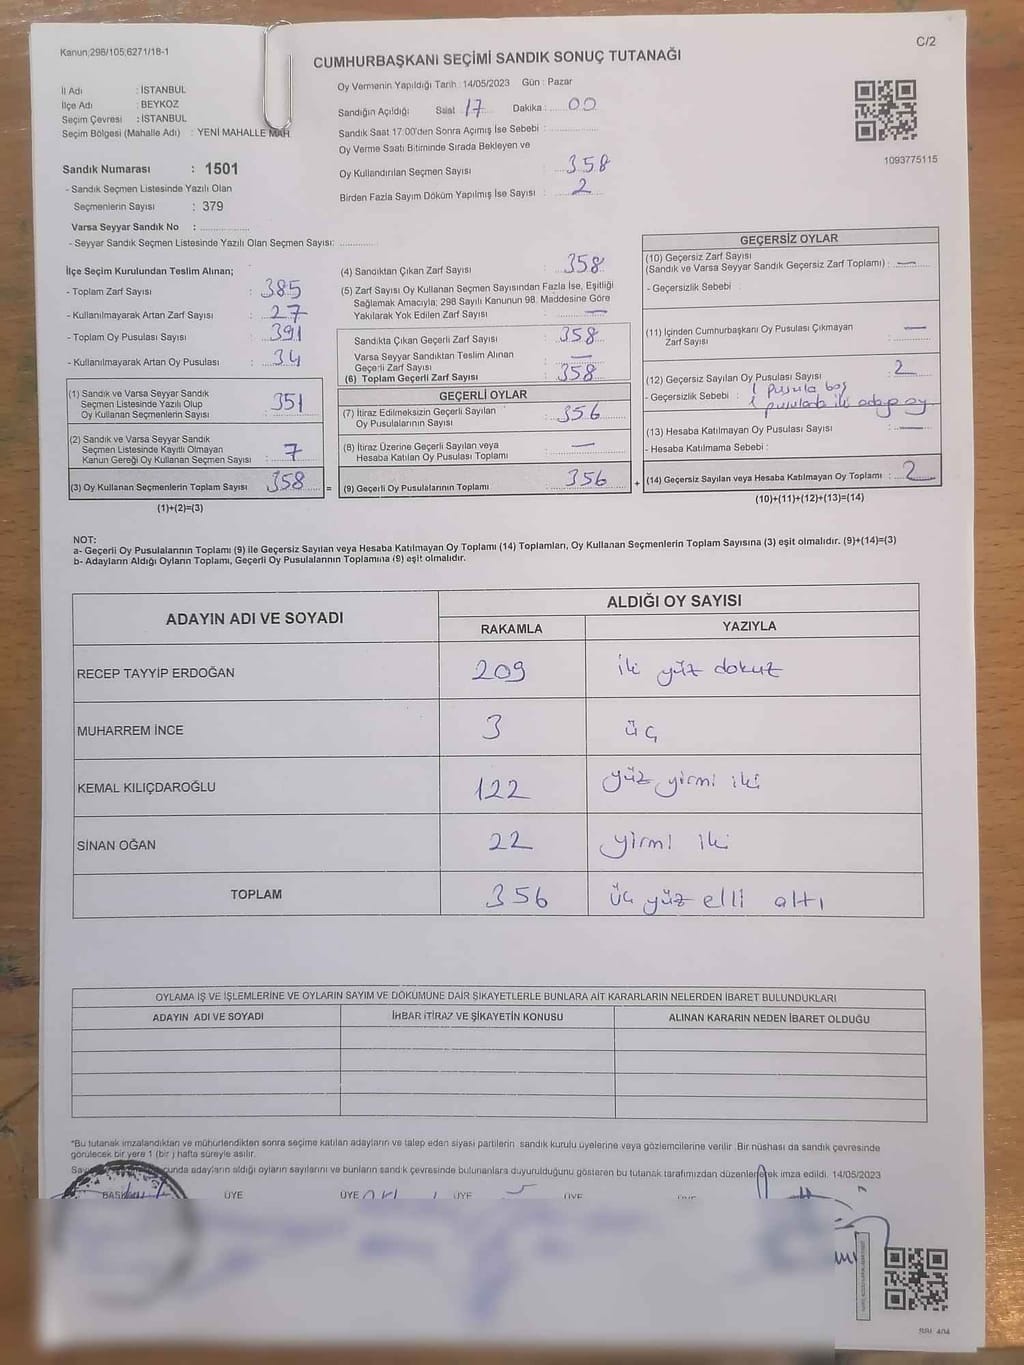 Kanun;298/105;6271/18-1
C/2
CUMHURBAŞKANI SEÇİMİ SANDIK SONUÇ TUTANAĞI
İl Adı : İSTANBUL
İlçe Adı : BEYKOZ
Seçim Çevresi : İSTANBUL
Seçim Bölgesi (Mahalle Adı) : YENİ MAHALLE MAH.
Sandık Numarası : 1501
- Sandık Seçmen Listesinde Yazılı Olan
Seçmenlerin Sayısı : 379
Varsa Seyyar Sandık No :
- Seyyar Sandık Seçmen Listesinde Yazılı Olan Seçmen Sayısı:
Oy Vermenin Yapıldığı Tarih : 14/05/2023 Gün : Pazar
Sandığın Açıldığı Saat 17 Dakika : 00
Sandık Saat 17:00'den Sonra Açımış İse Sebebi :
Oy Verme Saati Bitiminde Sırada Bekleyen ve
Oy Kullandırılan Seçmen Sayısı : 358
Birden Fazla Sayım Döküm Yapılmış İse Sayısı : 2
1093775115
İlçe Seçim Kurulundan Teslim Alınan;
- Toplam Zarf Sayısı : 385
- Kullanılmayarak Artan Zarf Sayısı : 27
- Toplam Oy Pusulası Sayısı : 391
- Kullanılmayarak Artan Oy Pusulası : 34
(1) Sandık ve Varsa Seyyar Sandık
Seçmen Listesinde Yazılı Olup
Oy Kullanan Seçmenlerin Sayısı : 351
(2) Sandık ve Varsa Seyyar Sandık
Seçmen Listesinde Kayıtlı Olmayan
Kanun Gereği Oy Kullanan Seçmen Sayısı : 7
(3) Oy Kullanan Seçmenlerin Toplam Sayısı : 358
(1)+(2)=(3)
(4) Sandıktan Çıkan Zarf Sayısı : 358
(5) Zarf Sayısı Oy Kullanan Seçmen Sayısından Fazla İse, Eşitliği
Sağlamak Amacıyla; 298 Sayılı Kanunun 98. Maddesine Göre
Yakılarak Yok Edilen Zarf Sayısı : —
Sandıkta Çıkan Geçerli Zarf Sayısı : 358
Varsa Seyyar Sandıktan Teslim Alınan
Geçerli Zarf Sayısı : —
(6) Toplam Geçerli Zarf Sayısı : 358
GEÇERLİ OYLAR
(7) İtiraz Edilmeksizin Geçerli Sayılan
Oy Pusulalarının Sayısı : 356
(8) İtiraz Üzerine Geçerli Sayılan veya
Hesaba Katılan Oy Pusulası Toplamı : —
= (9) Geçerli Oy Pusulalarının Toplamı : 356
GEÇERSİZ OYLAR
(10) Geçersiz Zarf Sayısı
(Sandık ve Varsa Seyyar Sandık Geçersiz Zarf Toplamı) : —
- Geçersizlik Sebebi :
(11) İçinden Cumhurbaşkanı Oy Pusulası Çıkmayan
Zarf Sayısı : —
(12) Geçersiz Sayılan Oy Pusulası Sayısı : 2
- Geçersizlik Sebebi : 1 pusula boş
1 pusulada iki adaya oy
(13) Hesaba Katılmayan Oy Pusulası Sayısı : —
- Hesaba Katılmama Sebebi :
+ (14) Geçersiz Sayılan veya Hesaba Katılmayan Oy Toplamı : 2
(10)+(11)+(12)+(13)=(14)
NOT:
a- Geçerli Oy Pusulalarının Toplamı (9) ile Geçersiz Sayılan veya Hesaba Katılmayan Oy Toplamı (14) Toplamları, Oy Kullanan Seçmenlerin Toplam Sayısına (3) eşit olmalıdır. (9)+(14)=(3)
b- Adayların Aldığı Oyların Toplamı, Geçerli Oy Pusulalarının Toplamına (9) eşit olmalıdır.
ADAYIN ADI VE SOYADI ALDIĞI OY SAYISI
RAKAMLA YAZIYLA
RECEP TAYYİP ERDOĞAN 209 iki yüz dokuz
MUHARREM İNCE 3 üç
KEMAL KILIÇDAROĞLU 122 yüz yirmi iki
SİNAN OĞAN 22 yirmi iki
TOPLAM 356 üç yüz elli altı
OYLAMA İŞ VE İŞLEMLERİNE VE OYLARIN SAYIM VE DÖKÜMÜNE DAİR ŞİKAYETLERLE BUNLARA AİT KARARLARIN NELERDEN İBARET BULUNDUKLARI
ADAYIN ADI VE SOYADI İHBAR İTİRAZ VE ŞİKAYETİN KONUSU ALINAN KARARIN NEDEN İBARET OLDUĞU
*Bu tutanak imzalandıktan ve mühürlendikten sonra seçime katılan adayların ve talep eden siyasi partilerin sandık kurulu üyelerine veya gözlemcilerine verilir. Bir nüshası da sandık çevresinde
görülecek bir yere 1 (bir) hafta süreyle asılır.
adayların aldığı oyların sayılarını ve bunların sandık çevresinde bulunanlara duyurulduğunu gösteren bu tutanak tarafımızdan düzenlenerek imza edildi. 14/05/2023
ÜYE ÜYE ÜYE ÜYE ÜYE